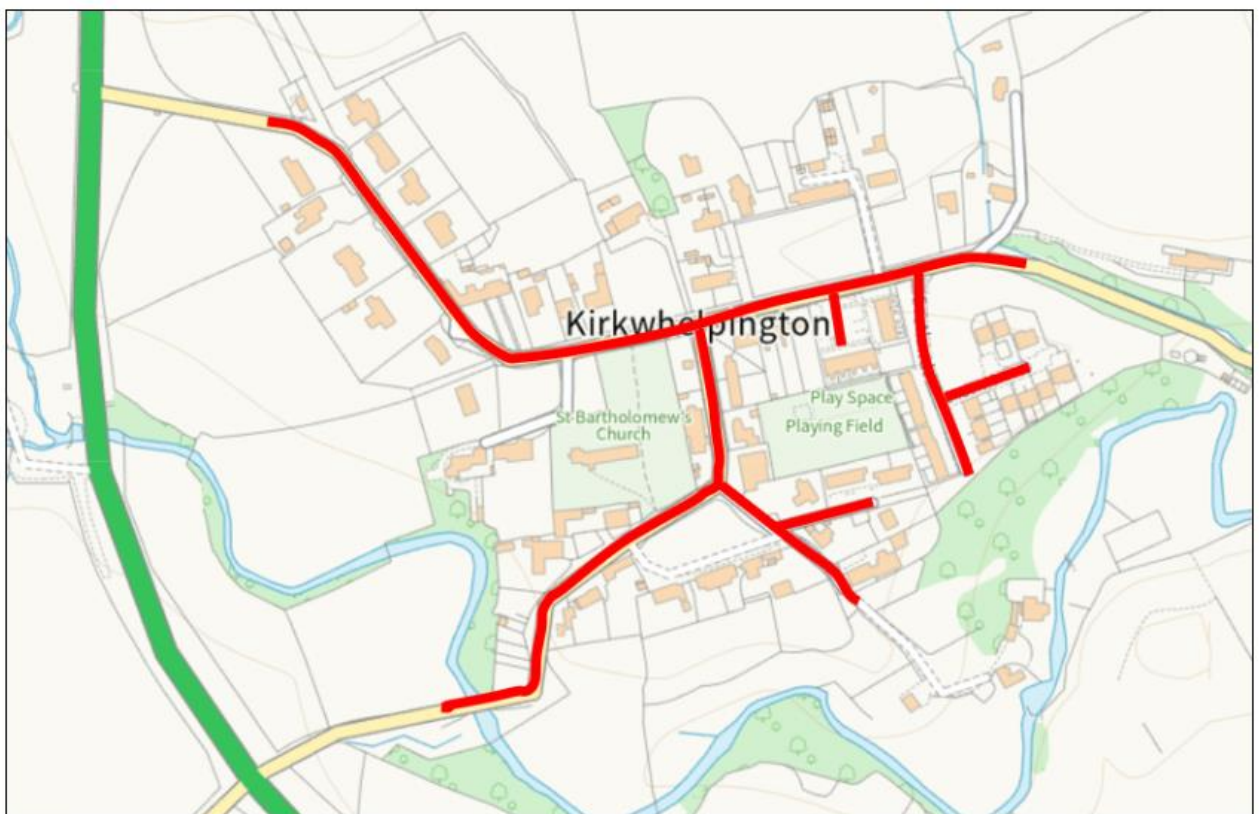 Kirkwhelpington
Play Space
St Bartholomew's
Church
Playing Field